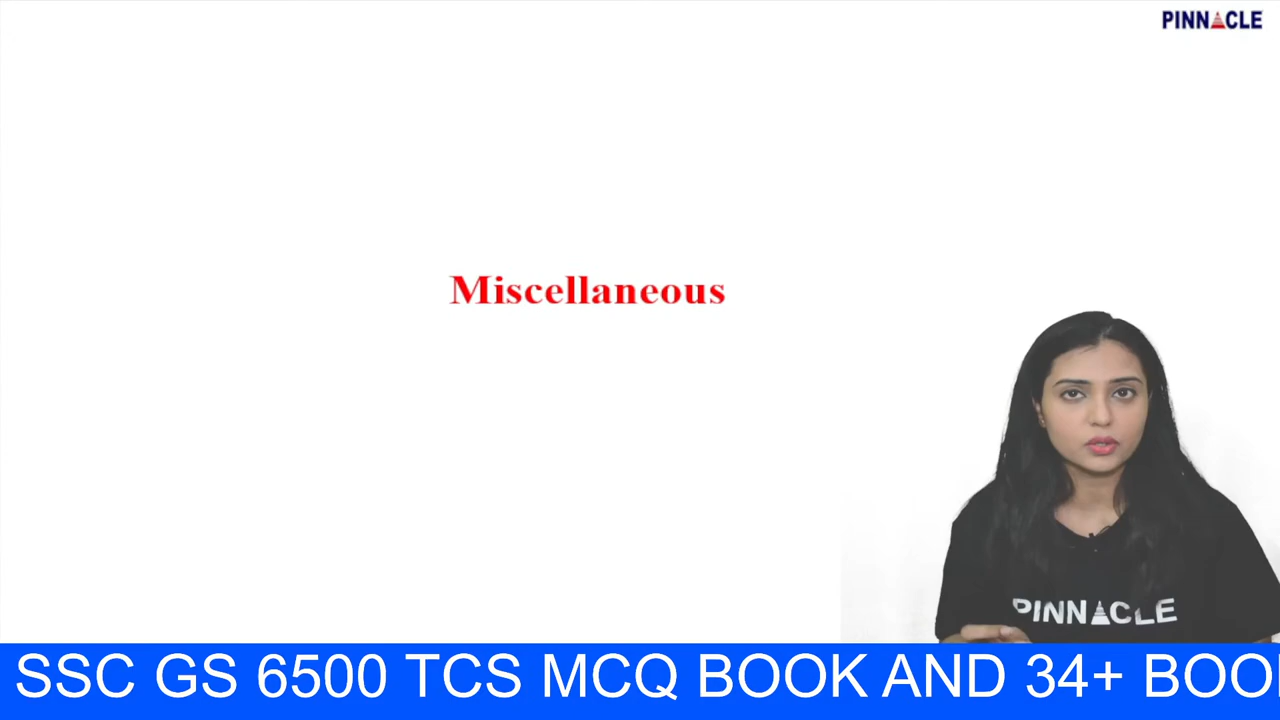 PINNACLE
Miscellaneous
PINNACLE
SSC GS 6500 TCS MCQ BOOK AND 34+